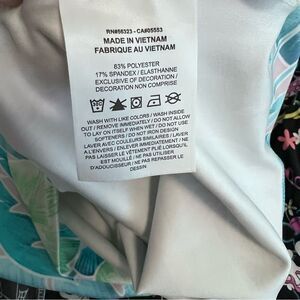 RN#56323 - CA#05553
MADE IN VIETNAM
FABRIQUE AU VIETNAM
83% POLYESTER
17% SPANDEX / ELASTHANNE
EXCLUSIVE OF DECORATION /
DECORATION NON COMPRISE
WASH WITH LIKE COLORS / WASH INSIDE
OUT / REMOVE IMMEDIATELY / DO NOT ALLOW
TO LAY ON ITSELF WHEN WET / DO NOT USE
SOFTENERS / DO NOT IRON DESIGN
LAVER AVEC COULEURS SIMILAIRES / LAVER
À L'ENVERS / ENLEVER IMMÉDIATEMENT / NE
PAS LAISSER LE VÊTEMENT PLIÉ LORSQU'IL
EST MOUILLÉ / NE PAS UTILISER
D'ADOUCISSEUR / NE PAS REPASSER LE
DESSIN